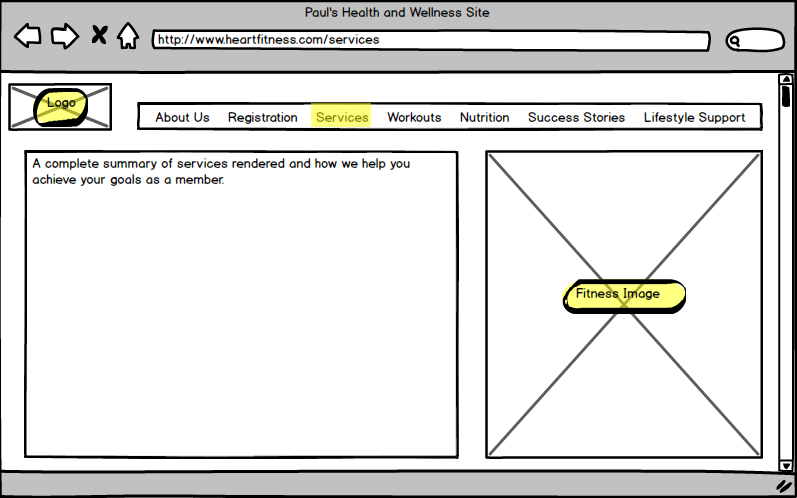 Paul's Health and Wellness Site
http://www.heartfitness.com/services
Logo
About Us Registration Services Workouts Nutrition Success Stories Lifestyle Support
A complete summary of services rendered and how we help you
achieve your goals as a member.
Fitness Image